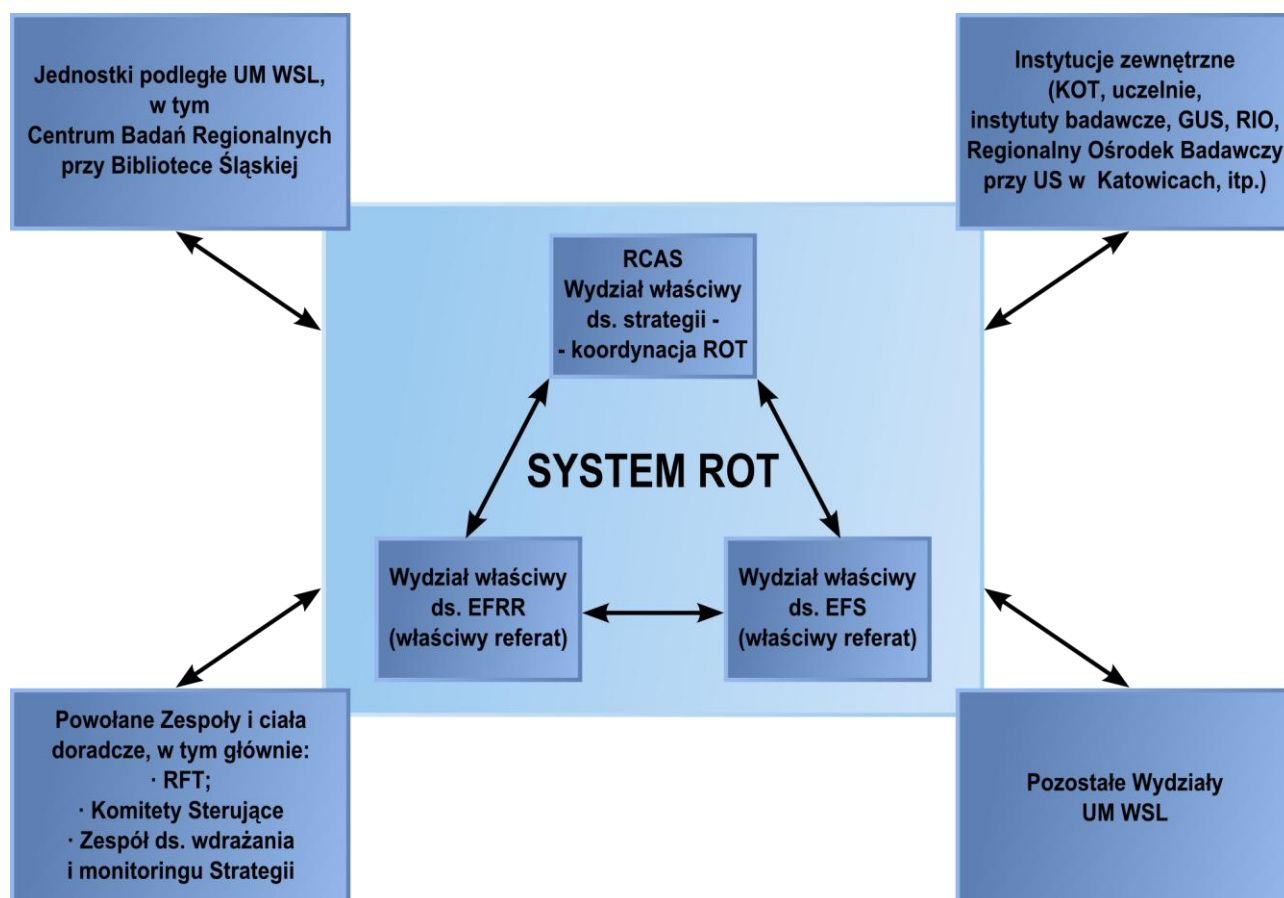 Jednostki podległe UM WSL,
w tym
Centrum Badań Regionalnych
przy Bibliotece Śląskiej
Instytucje zewnętrzne
(KOT, uczelnie,
instytuty badawcze, GUS, RIO,
Regionalny Ośrodek Badawczy
przy US w Katowicach, itp.)
RCAS
Wydział właściwy
ds. strategii -
- koordynacja ROT
SYSTEM ROT
Wydział właściwy
ds. EFRR
(właściwy referat)
Wydział właściwy
ds. EFS
(właściwy referat)
Powołane Zespoły i ciała
doradcze, w tym głównie:
· RFT;
· Komitety Sterujące
· Zespół ds. wdrażania
i monitoringu Strategii
Pozostałe Wydziały
UM WSL